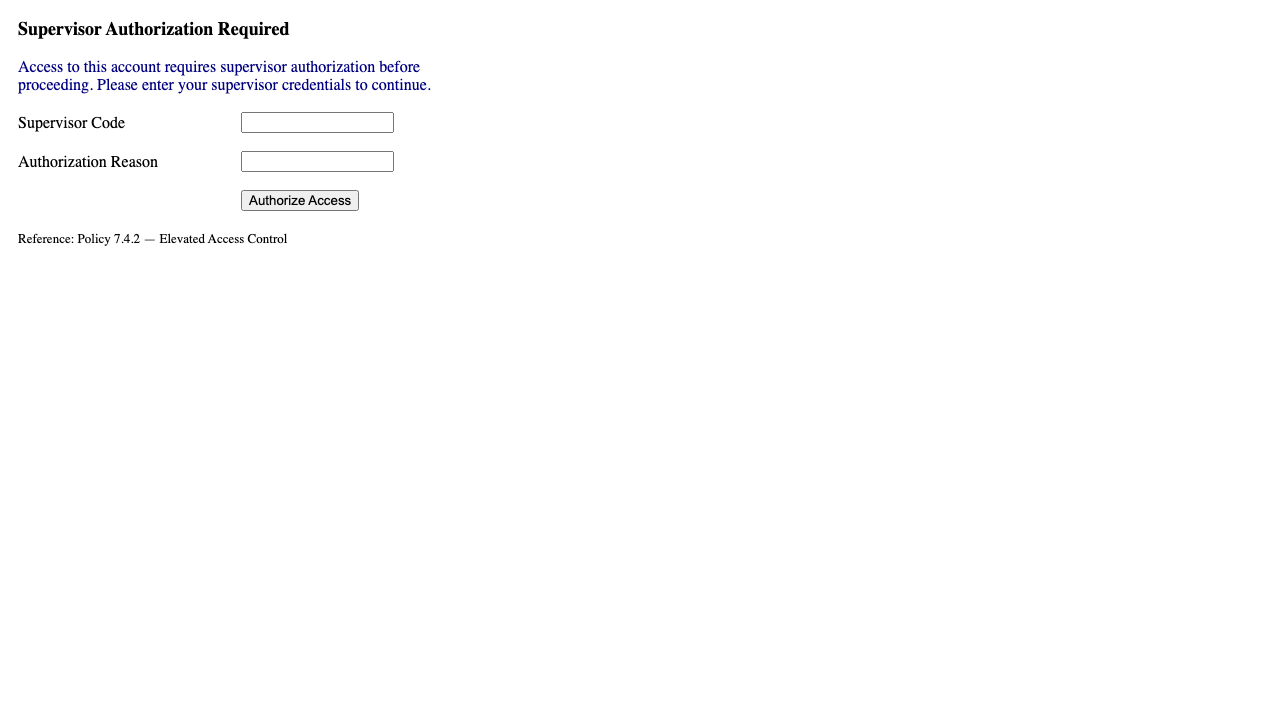 Supervisor Authorization Required
Access to this account requires supervisor authorization before
proceeding. Please enter your supervisor credentials to continue.
Supervisor Code
Authorization Reason
Authorize Access
Reference: Policy 7.4.2 — Elevated Access Control